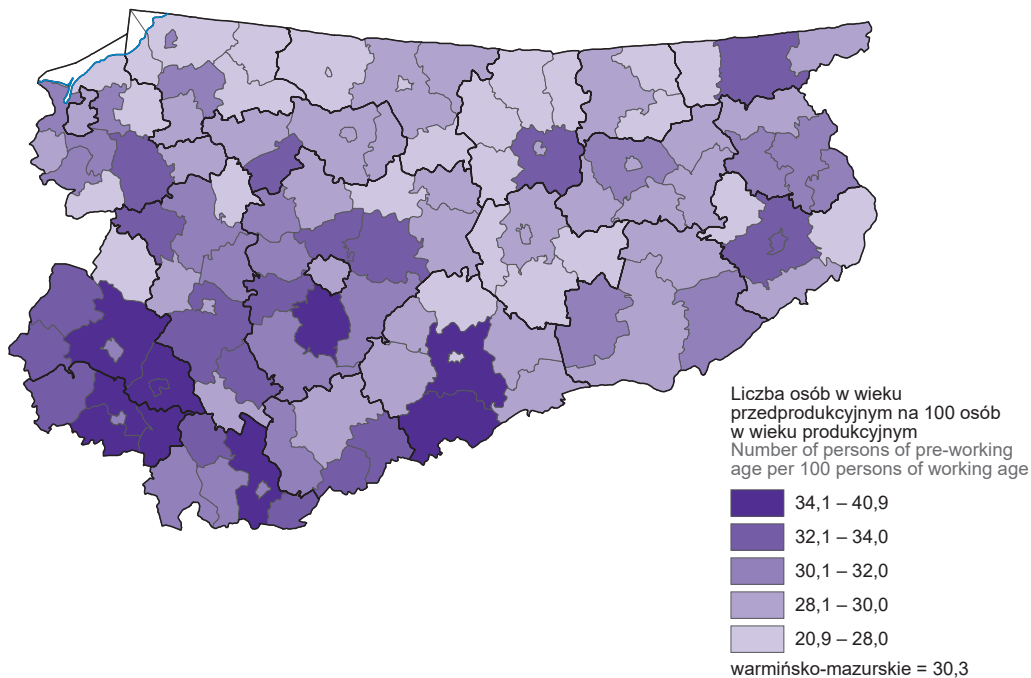 Liczba osób w wieku
przedprodukcyjnym na 100 osób
w wieku produkcyjnym
Number of persons of pre-working
age per 100 persons of working age
34,1 – 40,9
32,1 – 34,0
30,1 – 32,0
28,1 – 30,0
20,9 – 28,0
warmińsko-mazurskie = 30,3